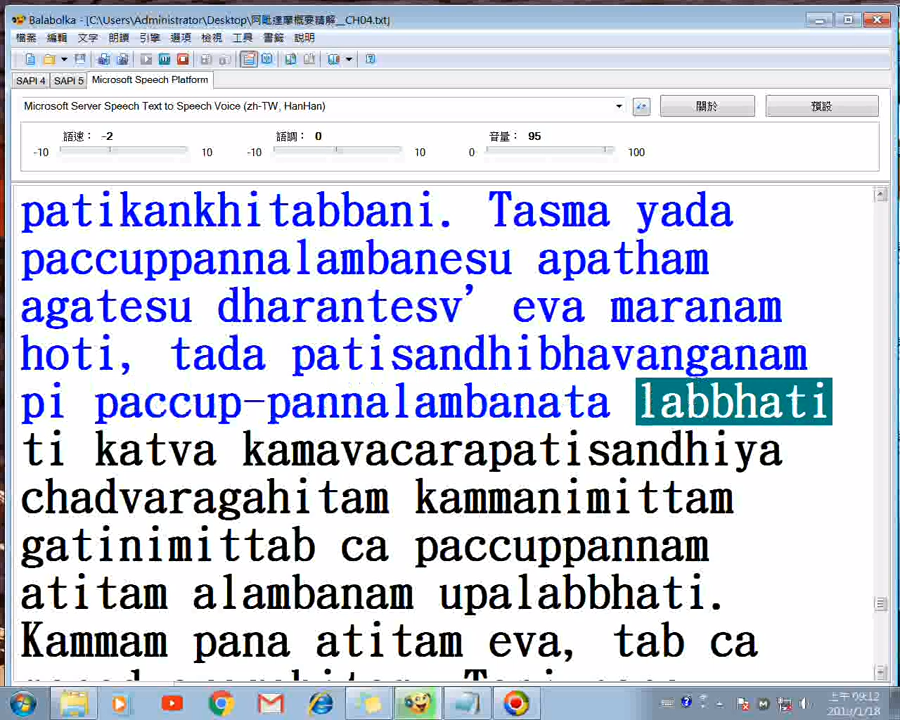 Balabolka - [C:\Users\Administrator\Desktop\阿毗達摩概要精解__CH04.txt]
檔案 編輯 文字 朗讀 引擎 選項 檢視 工具 書籤 說明
SAPI 4 SAPI 5 Microsoft Speech Platform
Microsoft Server Speech Text to Speech Voice (zh-TW, HanHan) 關於 預設
語速： -2 語調： 0 音量： 95
-10 10 -10 10 0 100
patikankhitabbani. Tasma yada
paccuppannalambanesu apatham
agatesu dharantesv’ eva maranam
hoti, tada patisandhibhavanganam
pi paccup-pannalambanata labbhati
ti katva kamavacarapatisandhiya
chadvaragahitam kammanimittam
gatinimittab ca paccuppannam
atitam alambanam upalabbhati.
Kammam pana atitam eva, tab ca
上午 09:12